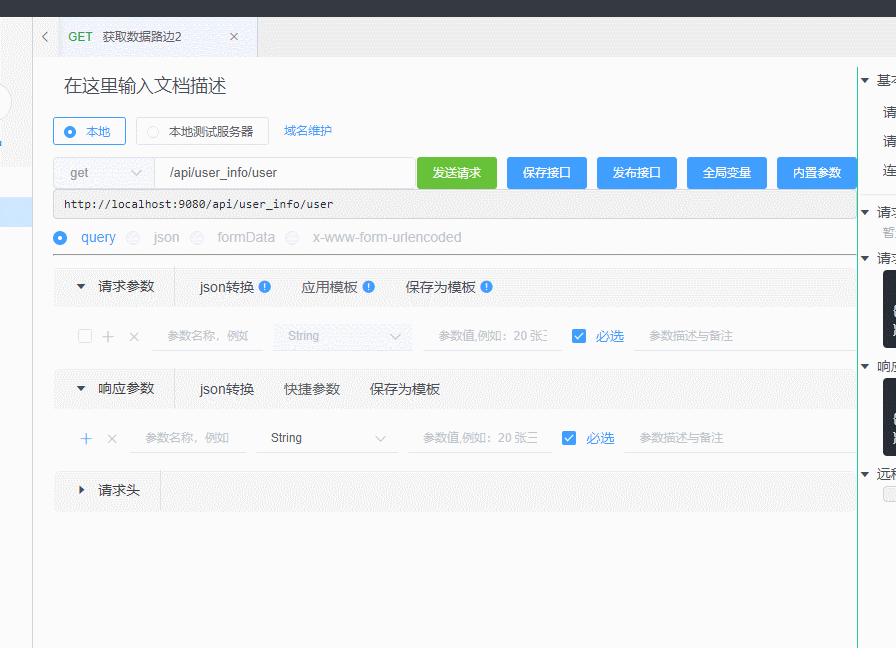 GET 获取数据路边2
在这里输入文档描述
本地 本地测试服务器 域名维护
get /api/user_info/user 发送请求 保存接口 发布接口 全局变量 内置参数
http://localhost:9080/api/user_info/user
query json formData x-www-form-urlencoded
请求参数 json转换 应用模板 保存为模板
参数名称，例如 String 参数值,例如：20 张三 必选 参数描述与备注
响应参数 json转换 快捷参数 保存为模板
参数名称，例如 String 参数值,例如：20 张三 必选 参数描述与备注
请求头
基本
请
请
连
请求
暂
请求
响应
远程